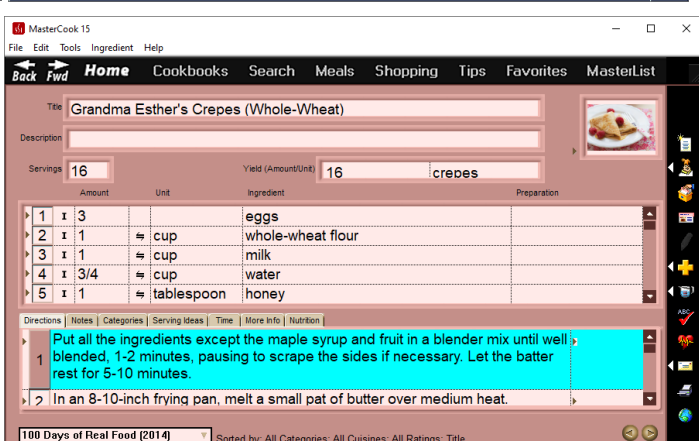 MasterCook 15
File Edit Tools Ingredient Help
Back Fwd Home Cookbooks Search Meals Shopping Tips Favorites MasterList
Title Grandma Esther's Crepes (Whole-Wheat)
Description
Servings 16 Yield (Amount/Unit) 16 crepes
Amount Unit Ingredient Preparation
1 I 3 eggs
2 I 1 cup whole-wheat flour
3 I 1 cup milk
4 I 3/4 cup water
5 I 1 tablespoon honey
Directions Notes Categories Serving Ideas Time More Info Nutrition
1 Put all the ingredients except the maple syrup and fruit in a blender mix until well
blended, 1-2 minutes, pausing to scrape the sides if necessary. Let the batter
rest for 5-10 minutes.
2 In an 8-10-inch frying pan, melt a small pat of butter over medium heat.
100 Days of Real Food (2014) Sorted by: All Categories: All Cuisines: All Ratings: Title
ABC